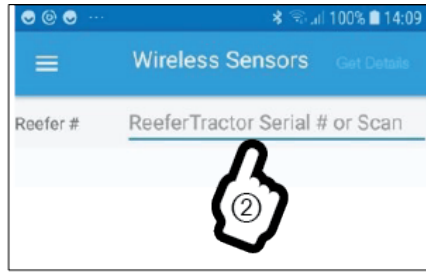 100% 14:09
Wireless Sensors Get Details
Reefer # ReeferTractor Serial # or Scan
2